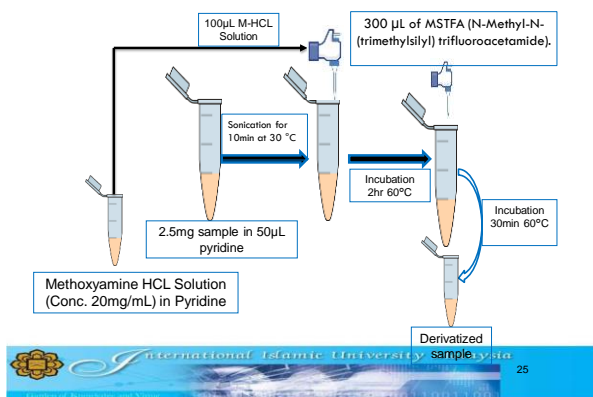 100µL M-HCL
Solution
300 µL of MSTFA (N-Methyl-N-
(trimethylsilyl) trifluoroacetamide).
Sonication for
10min at 30 °C
Incubation
2hr 60°C
Incubation
30min 60°C
2.5mg sample in 50µL
pyridine
Methoxyamine HCL Solution
(Conc. 20mg/mL) in Pyridine
Derivatized
sample
International Islamic University
25